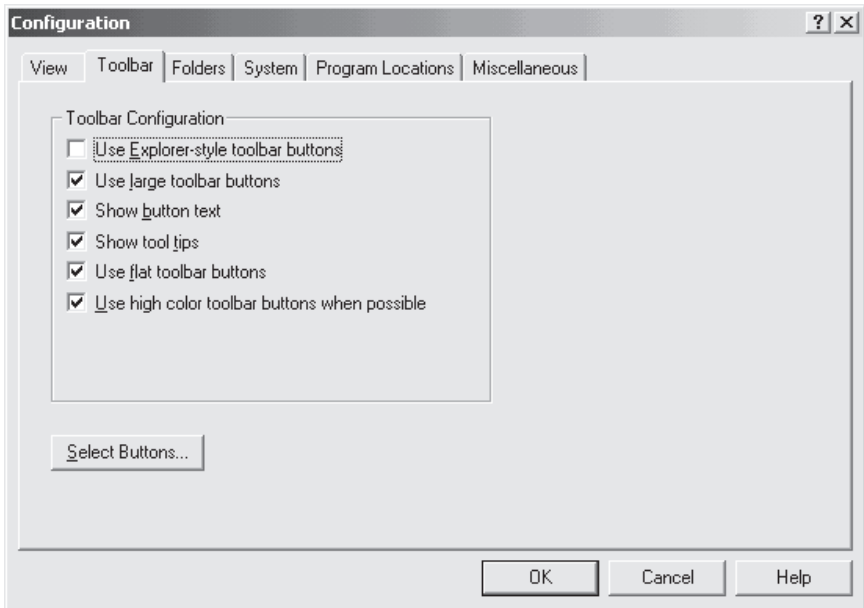 Configuration
View Toolbar Folders System Program Locations Miscellaneous
Toolbar Configuration
Use Explorer-style toolbar buttons
Use large toolbar buttons
Show button text
Show tool tips
Use flat toolbar buttons
Use high color toolbar buttons when possible
Select Buttons...
OK Cancel Help